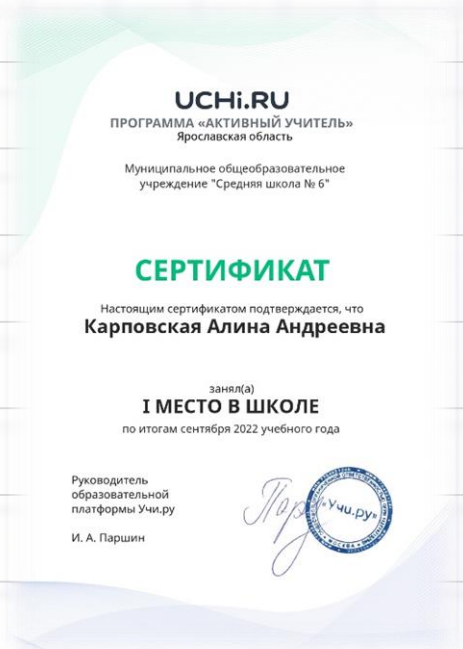 UCHi.RU
ПРОГРАММА «АКТИВНЫЙ УЧИТЕЛЬ»
Ярославская область
Муниципальное общеобразовательное
учреждение "Средняя школа № 6"
СЕРТИФИКАТ
Настоящим сертификатом подтверждается, что
Карповская Алина Андреевна
занял(а)
I МЕСТО В ШКОЛЕ
по итогам сентября 2022 учебного года
Руководитель
образовательной
платформы Учи.ру
И. А. Паршин
«Учи.ру»